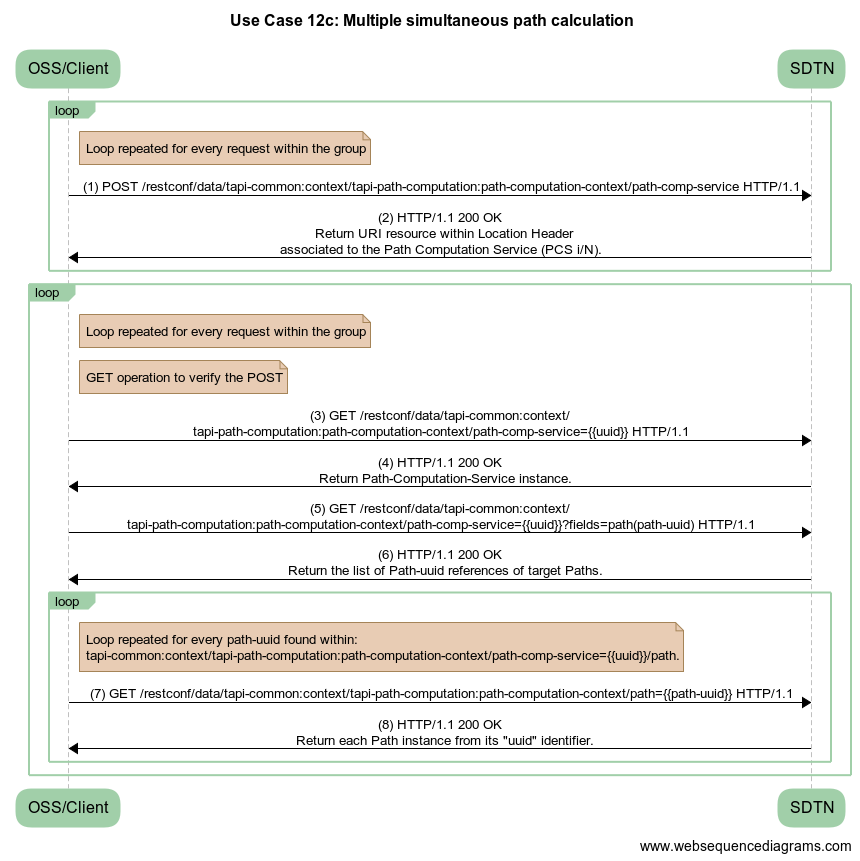 Use Case 12c: Multiple simultaneous path calculation
OSS/Client
SDTN
loop
Loop repeated for every request within the group
(1) POST /restconf/data/tapi-common:context/tapi-path-computation:path-computation-context/path-comp-service HTTP/1.1
(2) HTTP/1.1 200 OK
Return URI resource within Location Header
associated to the Path Computation Service (PCS i/N).
loop
Loop repeated for every request within the group
GET operation to verify the POST
(3) GET /restconf/data/tapi-common:context/
tapi-path-computation:path-computation-context/path-comp-service={{uuid}} HTTP/1.1
(4) HTTP/1.1 200 OK
Return Path-Computation-Service instance.
(5) GET /restconf/data/tapi-common:context/
tapi-path-computation:path-computation-context/path-comp-service={{uuid}}?fields=path(path-uuid) HTTP/1.1
(6) HTTP/1.1 200 OK
Return the list of Path-uuid references of target Paths.
loop
Loop repeated for every path-uuid found within:
tapi-common:context/tapi-path-computation:path-computation-context/path-comp-service={{uuid}}/path.
(7) GET /restconf/data/tapi-common:context/tapi-path-computation:path-computation-context/path={{path-uuid}} HTTP/1.1
(8) HTTP/1.1 200 OK
Return each Path instance from its "uuid" identifier.
OSS/Client
SDTN
www.websequencediagrams.com